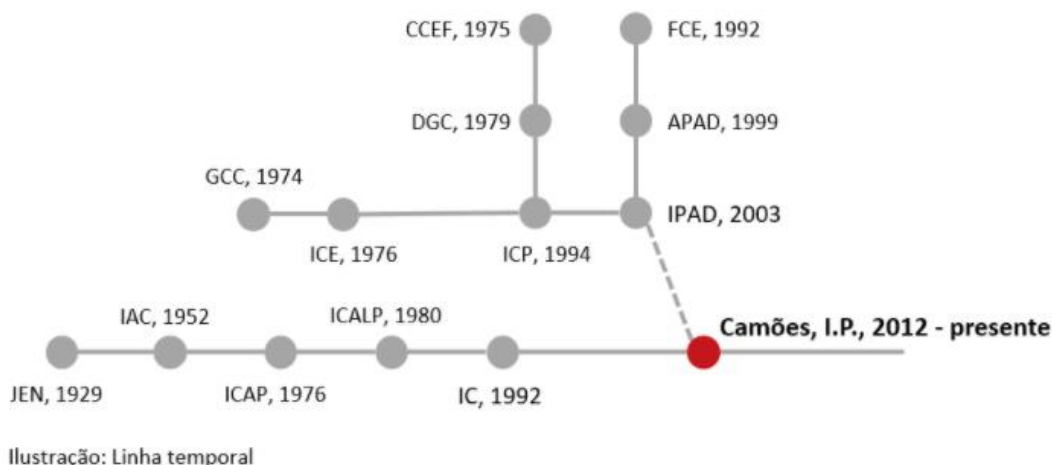 CCEF, 1975
FCE, 1992
DGC, 1979
APAD, 1999
GCC, 1974
IPAD, 2003
ICE, 1976
ICP, 1994
IAC, 1952
ICALP, 1980
Camões, I.P., 2012 - presente
JEN, 1929
ICAP, 1976
IC, 1992
Ilustração: Linha temporal